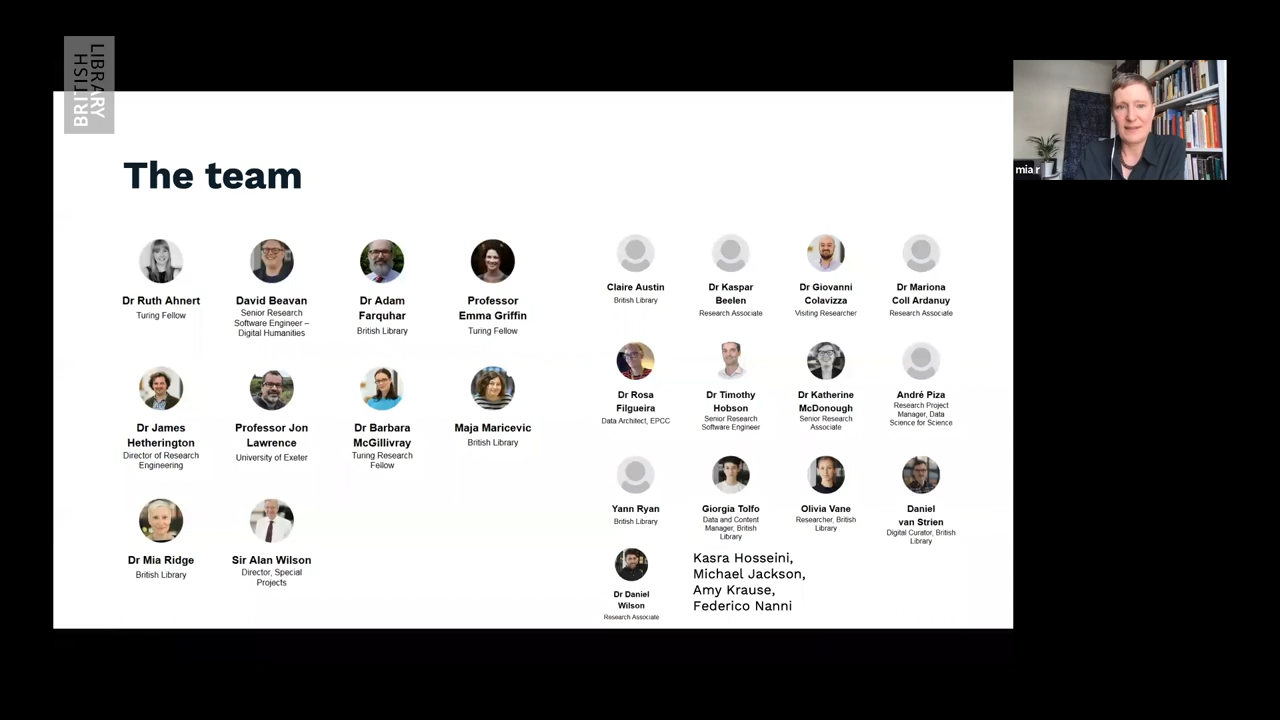 BRITISH
LIBRARY
mia r
The team
Dr Ruth Ahnert
Turing Fellow
David Beavan
Senior Research
Software Engineer –
Digital Humanities
Dr Adam
Farquhar
British Library
Professor
Emma Griffin
Turing Fellow
Dr James
Hetherington
Director of Research
Engineering
Professor Jon
Lawrence
University of Exeter
Dr Barbara
McGillivray
Turing Research
Fellow
Maja Maricevic
British Library
Dr Mia Ridge
British Library
Sir Alan Wilson
Director, Special
Projects
Claire Austin
British Library
Dr Kaspar
Beelen
Research Associate
Dr Giovanni
Colavizza
Visiting Researcher
Dr Mariona
Coll Ardanuy
Research Associate
Dr Rosa
Filgueira
Data Architect, EPCC
Dr Timothy
Hobson
Senior Research
Software Engineer
Dr Katherine
McDonough
Senior Research
Associate
André Piza
Research Project
Manager, Data
Science for Science
Yann Ryan
British Library
Giorgia Tolfo
Data and Content
Manager, British
Library
Olivia Vane
Researcher, British
Library
Daniel
van Strien
Digital Curator, British
Library
Dr Daniel
Wilson
Research Associate
Kasra Hosseini,
Michael Jackson,
Amy Krause,
Federico Nanni